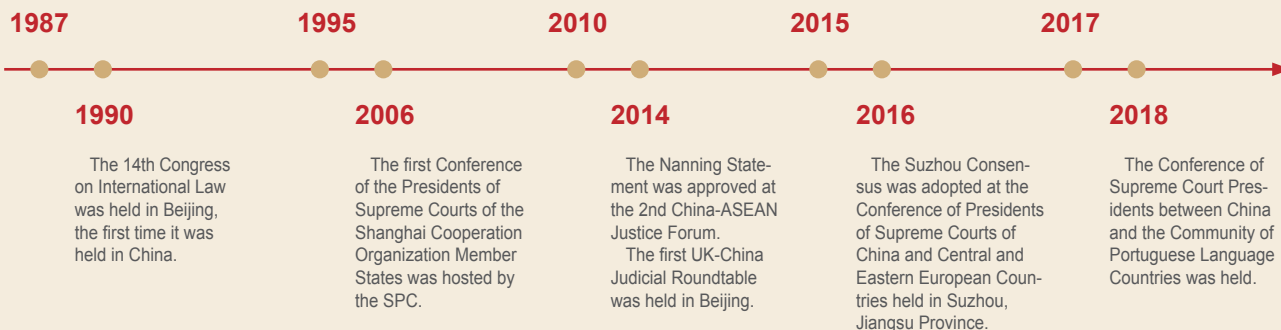 1987
1995
2010
2015
2017
1990
The 14th Congress
on International Law
was held in Beijing,
the first time it was
held in China.
2006
The first Conference
of the Presidents of
Supreme Courts of the
Shanghai Cooperation
Organization Member
States was hosted by
the SPC.
2014
The Nanning State-
ment was approved at
the 2nd China-ASEAN
Justice Forum.
The first UK-China
Judicial Roundtable
was held in Beijing.
2016
The Suzhou Consen-
sus was adopted at the
Conference of Presidents
of Supreme Courts of
China and Central and
Eastern European Coun-
tries held in Suzhou,
Jiangsu Province.
2018
The Conference of
Supreme Court Pres-
idents between China
and the Community of
Portuguese Language
Countries was held.